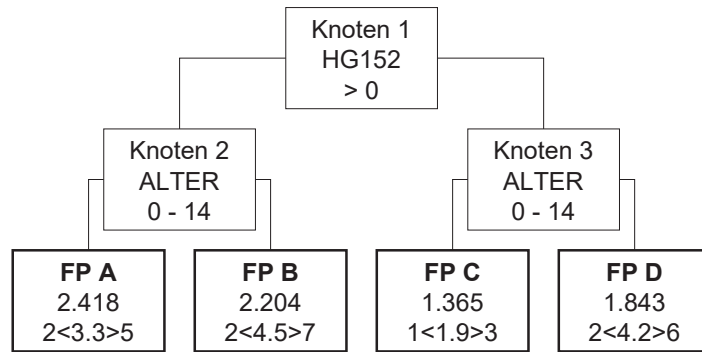 Knoten 1
HG152
> 0
Knoten 2
ALTER
0 - 14
Knoten 3
ALTER
0 - 14
FP A
2.418
2<3.3>5
FP B
2.204
2<4.5>7
FP C
1.365
1<1.9>3
FP D
1.843
2<4.2>6